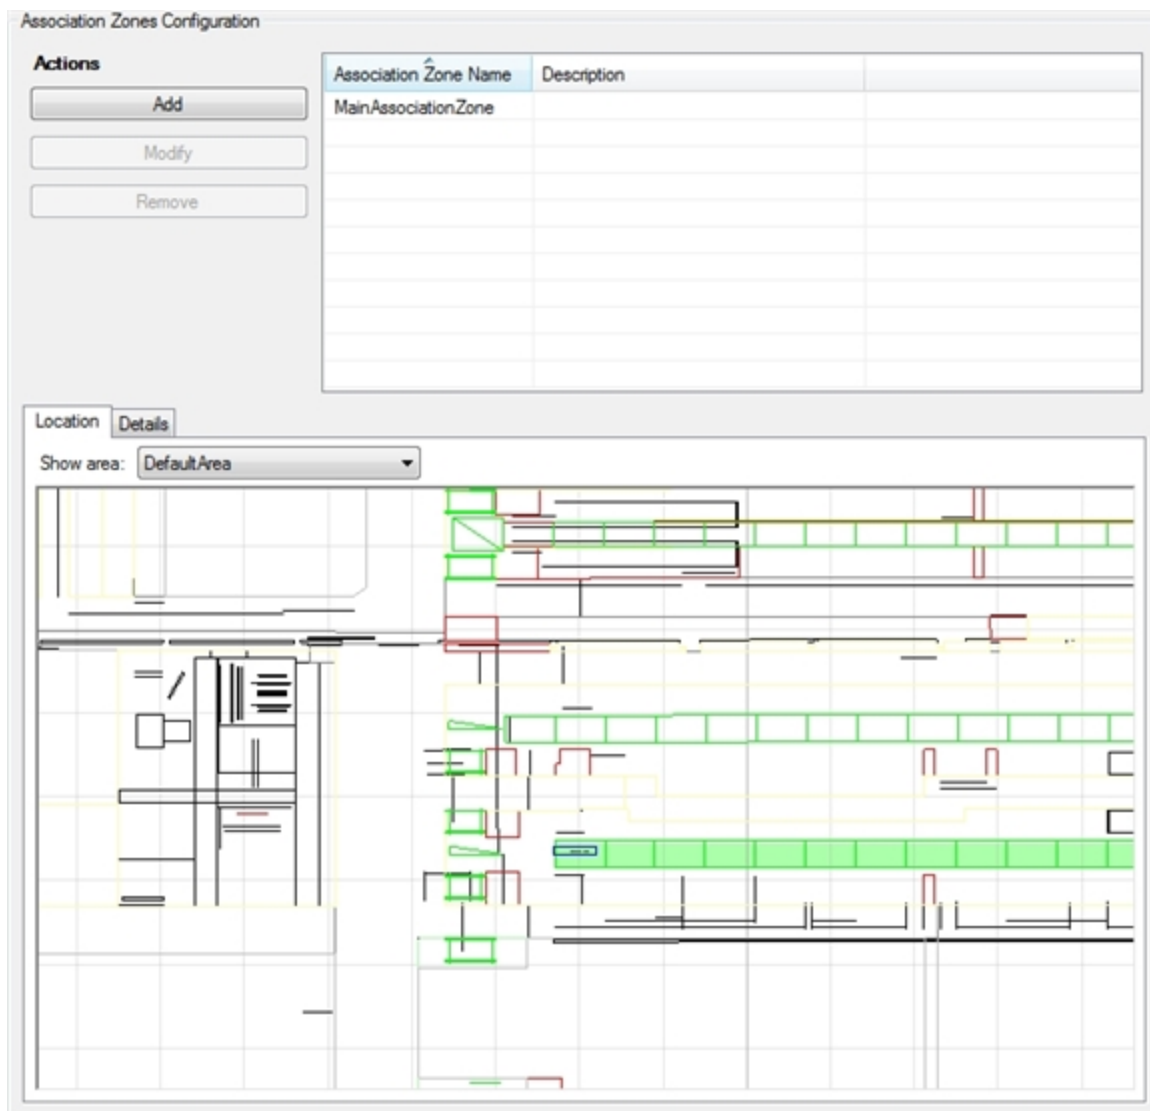 Association Zones Configuration
Actions
Add
Modify
Remove
Association Zone Name Description
MainAssociationZone
Location Details
Show area: DefaultArea